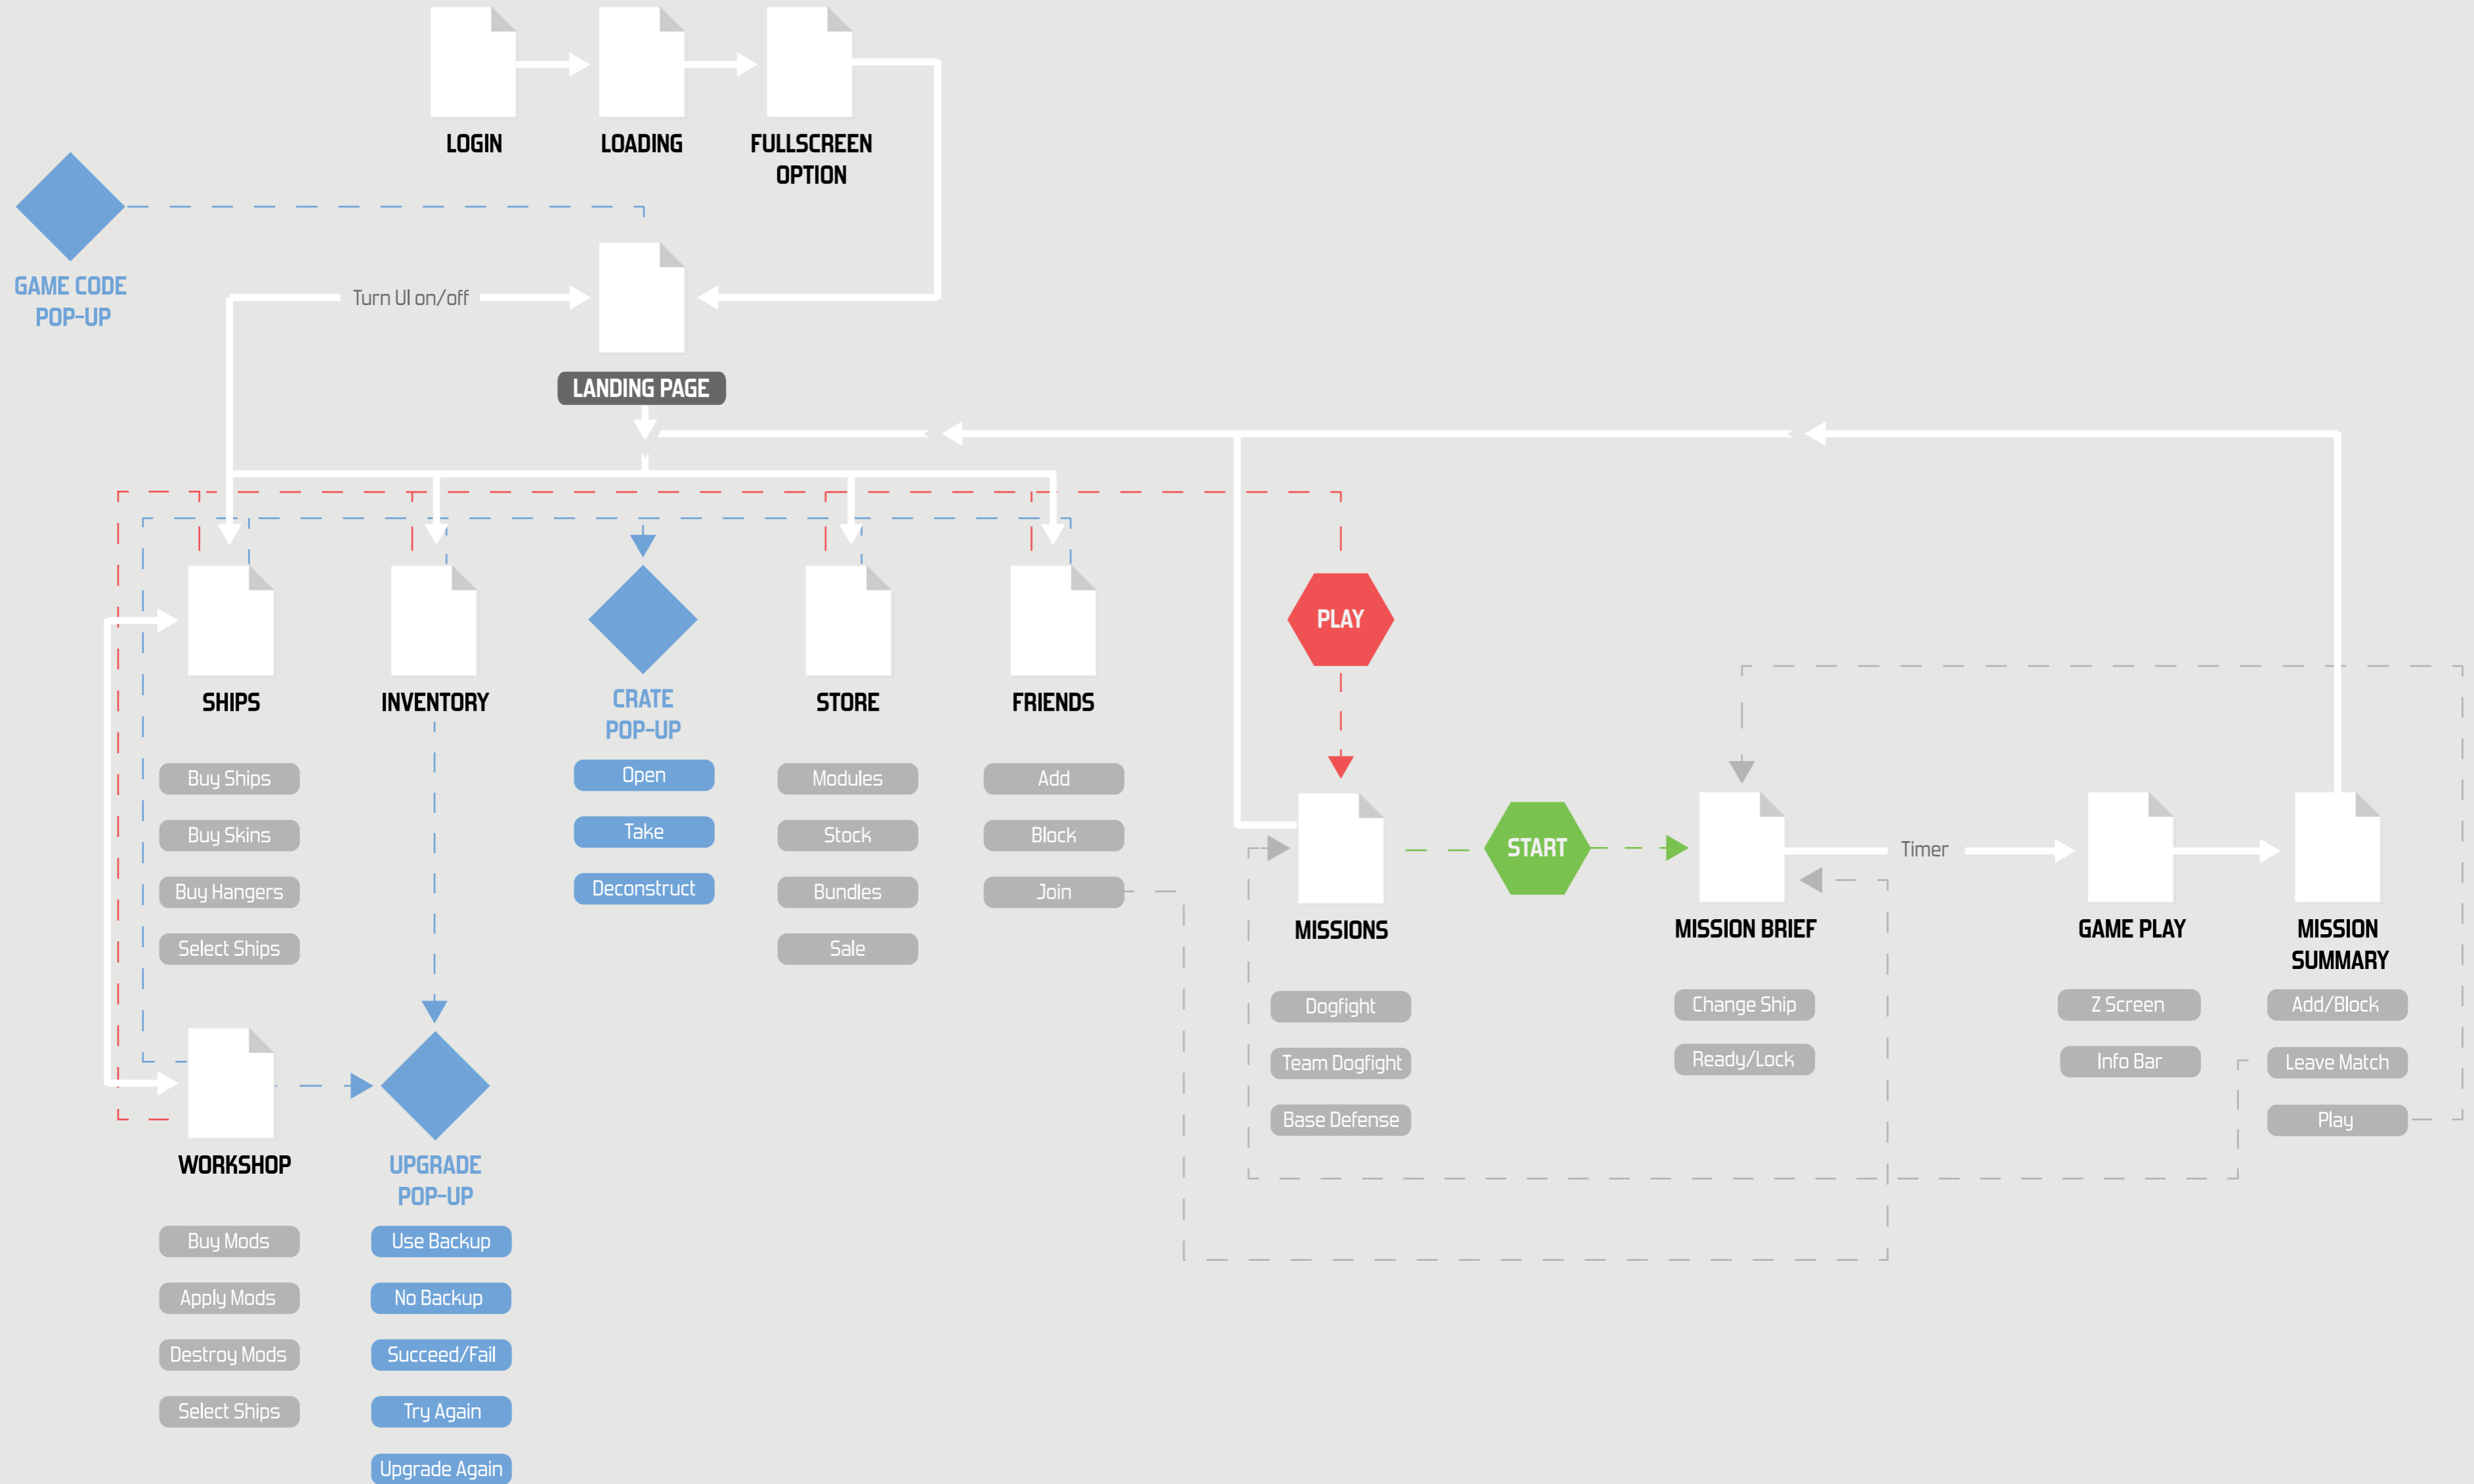 LOGIN
LOADING
FULLSCREEN
OPTION
GAME CODE
POP-UP
Turn UI on/off
LANDING PAGE
SHIPS
Buy Ships
Buy Skins
Buy Hangers
Select Ships
INVENTORY
CRATE
POP-UP
Open
Take
Deconstruct
STORE
Modules
Stock
Bundles
Sale
FRIENDS
Add
Block
Join
PLAY
MISSIONS
Dogfight
Team Dogfight
Base Defense
START
MISSION BRIEF
Change Ship
Ready/Lock
Timer
GAME PLAY
Z Screen
Info Bar
MISSION
SUMMARY
Add/Block
Leave Match
Play
WORKSHOP
Buy Mods
Apply Mods
Destroy Mods
Select Ships
UPGRADE
POP-UP
Use Backup
No Backup
Succeed/Fail
Try Again
Upgrade Again